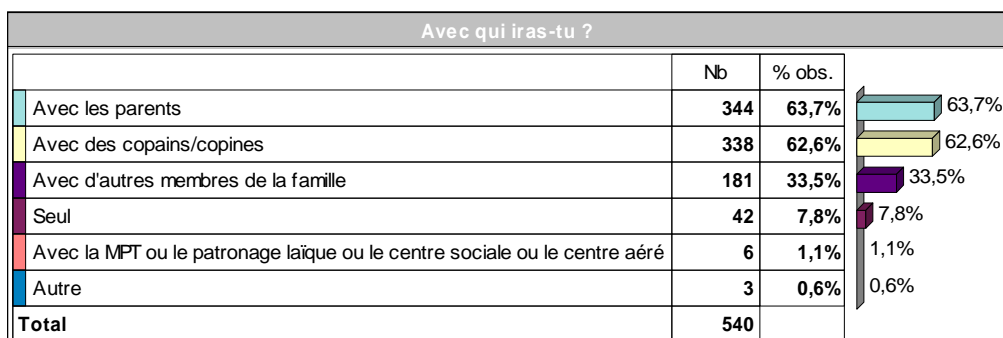 Avec qui iras-tu ?
Nb % obs.
Avec les parents 344 63,7% 63,7%
Avec des copains/copines 338 62,6% 62,6%
Avec d'autres membres de la famille 181 33,5% 33,5%
Seul 42 7,8% 7,8%
Avec la MPT ou le patronage laïque ou le centre sociale ou le centre aéré 6 1,1% 1,1%
Autre 3 0,6% 0,6%
Total 540